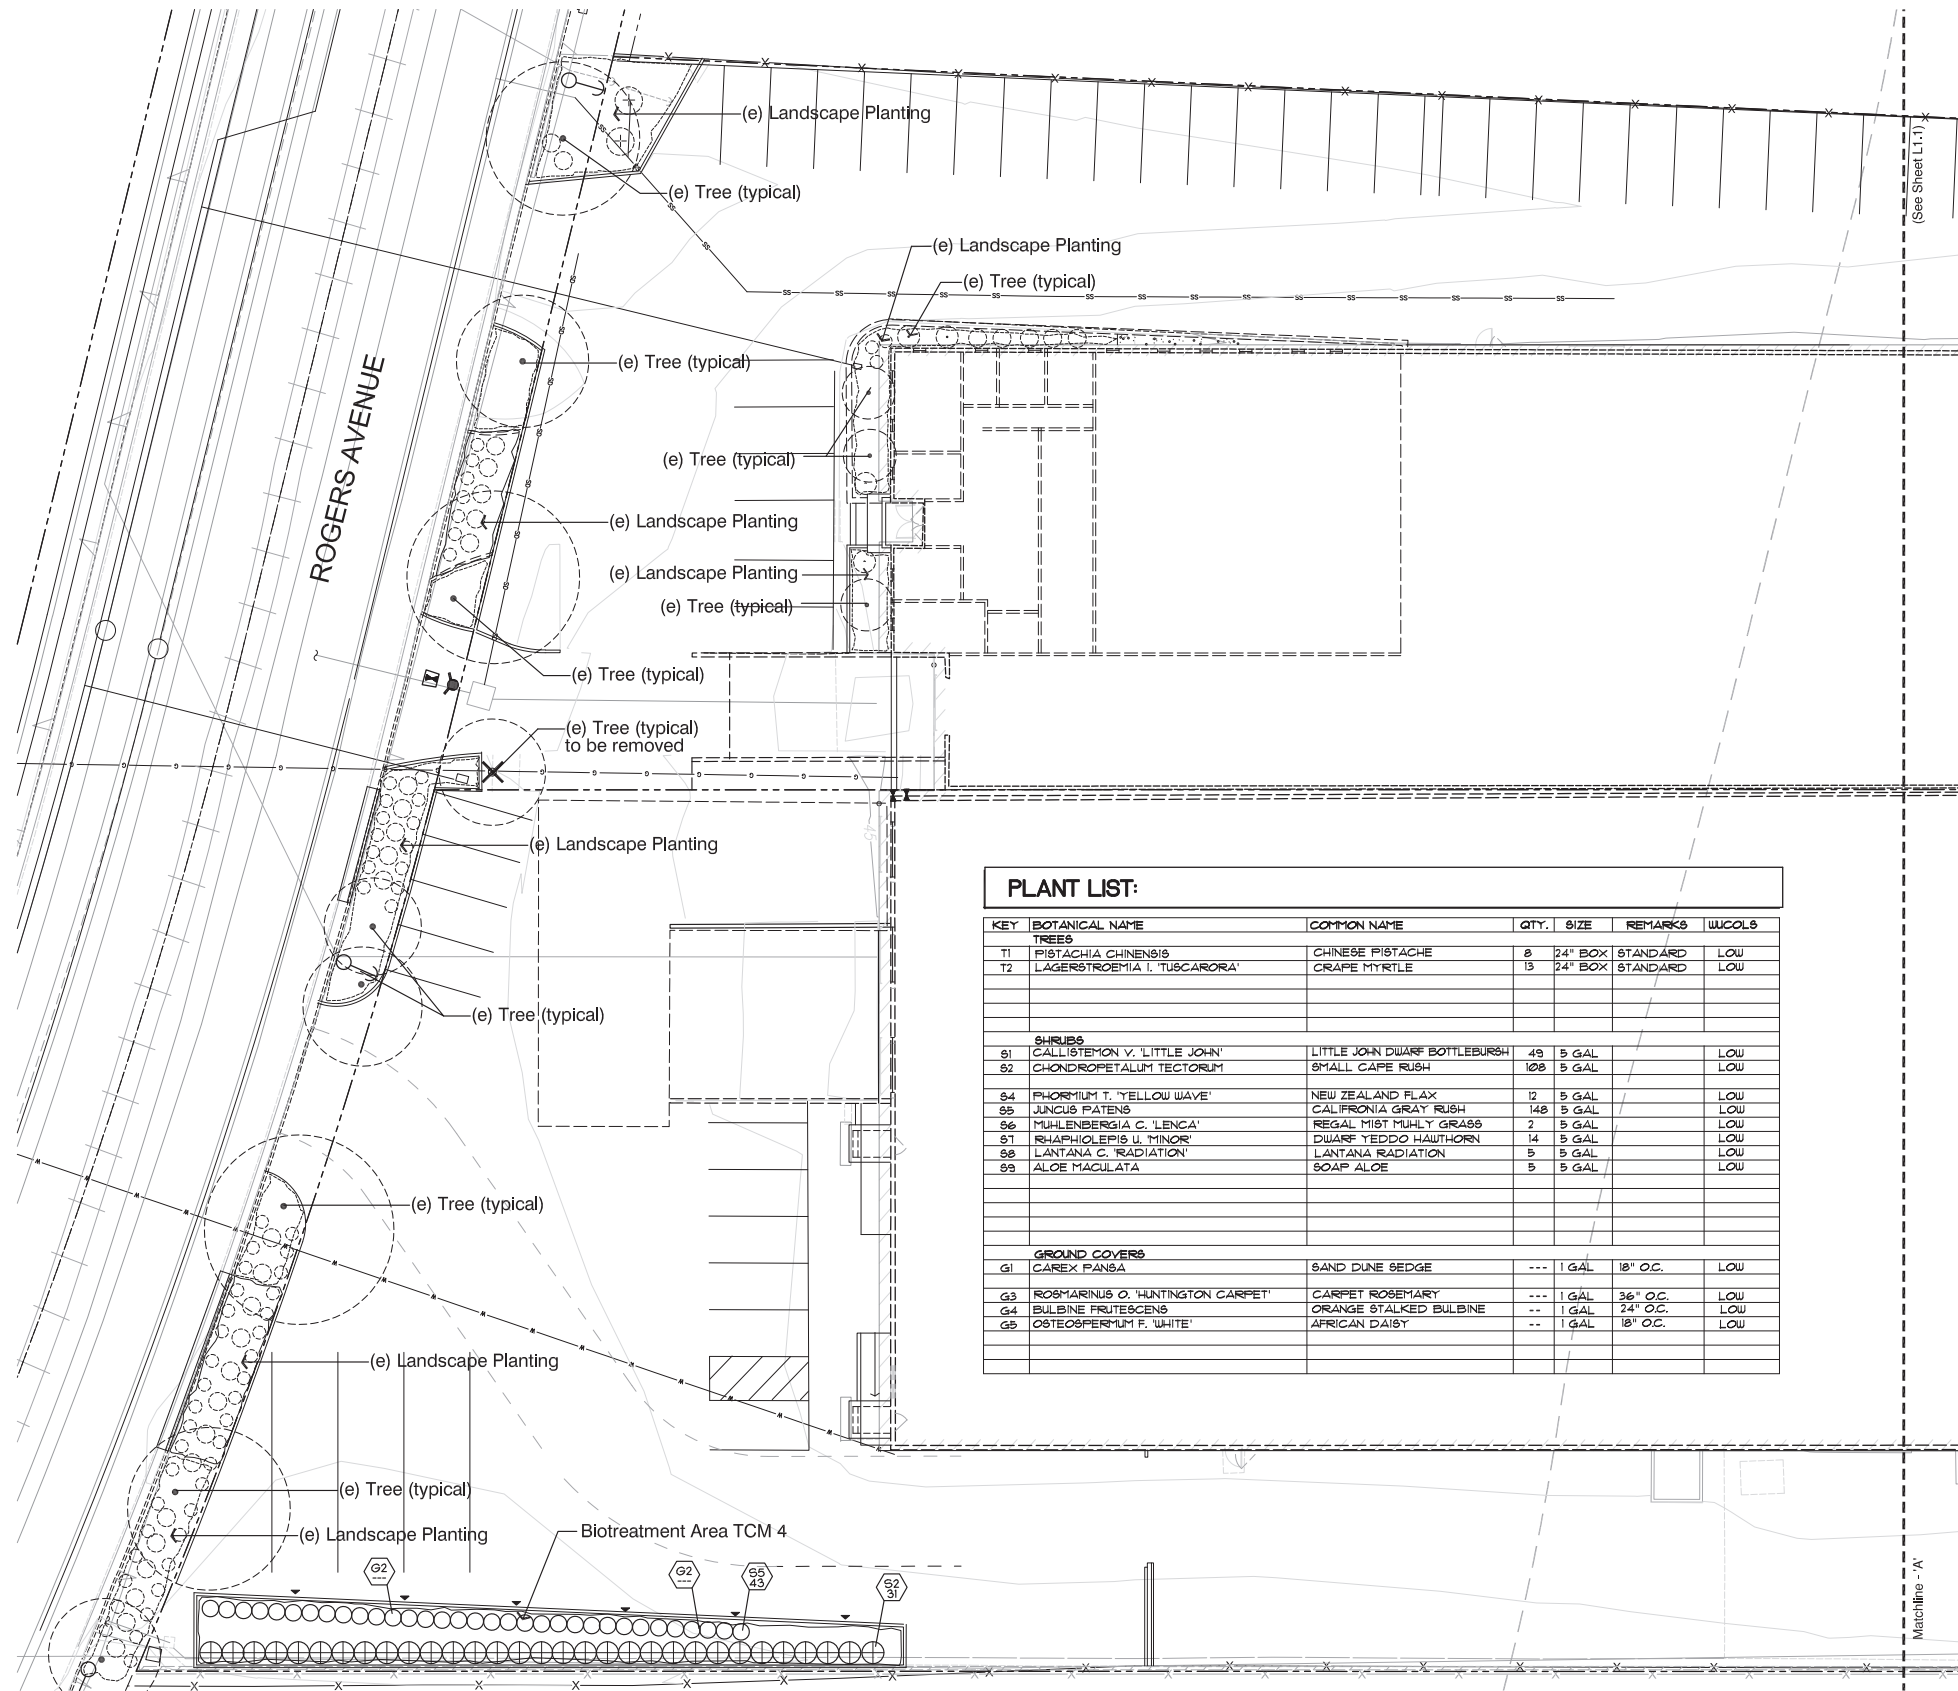 (e) Landscape Planting
(See Sheet L1.1)
(e) Tree (typical)
(e) Landscape Planting
(e) Tree (typical)
(e) Tree (typical)
ROGERS AVENUE
(e) Tree (typical)
(e) Landscape Planting
(e) Landscape Planting
(e) Tree (typical)
(e) Tree (typical)
(e) Tree (typical)
to be removed
(e) Landscape Planting
45
(e) Tree (typical)
PLANT LIST:
KEY BOTANICAL NAME COMMON NAME QTY. SIZE REMARKS WUCOLS
TREES
T1 PISTACHIA CHINENSIS CHINESE PISTACHE 8 24" BOX STANDARD LOW
T2 LAGERSTROEMIA I. 'TUSCARORA' CRAPE MYRTLE 13 24" BOX STANDARD LOW
SHRUBS
S1 CALLISTEMON V. 'LITTLE JOHN' LITTLE JOHN DWARF BOTTLEBURSH 49 5 GAL LOW
S2 CHONDROPETALUM TECTORUM SMALL CAPE RUSH 108 5 GAL LOW
S4 PHORMIUM T. 'YELLOW WAVE' NEW ZEALAND FLAX 12 5 GAL LOW
S5 JUNCUS PATENS CALIFRONIA GRAY RUSH 148 5 GAL LOW
S6 MUHLENBERGIA C. 'LENCA' REGAL MIST MUHLY GRASS 2 5 GAL LOW
S7 RHAPHIOLEPIS U. 'MINOR' DWARF YEDDO HAWTHORN 14 5 GAL LOW
S8 LANTANA C. 'RADIATION' LANTANA RADIATION 5 5 GAL LOW
S9 ALOE MACULATA SOAP ALOE 5 5 GAL LOW
GROUND COVERS
G1 CAREX PANSA SAND DUNE SEDGE --- 1 GAL 18" O.C. LOW
G3 ROSMARINUS O. 'HUNTINGTON CARPET' CARPET ROSEMARY --- 1 GAL 36" O.C. LOW
G4 BULBINE FRUTESCENS ORANGE STALKED BULBINE -- 1 GAL 24" O.C. LOW
G5 OSTEOSPERMUM F. 'WHITE' AFRICAN DAISY -- 1 GAL 18" O.C. LOW
(e) Tree (typical)
(e) Landscape Planting
(e) Tree (typical)
(e) Landscape Planting
Biotreatment Area TCM 4
G2
---
G2
---
S5
43
S2
31
Matchline - 'A'